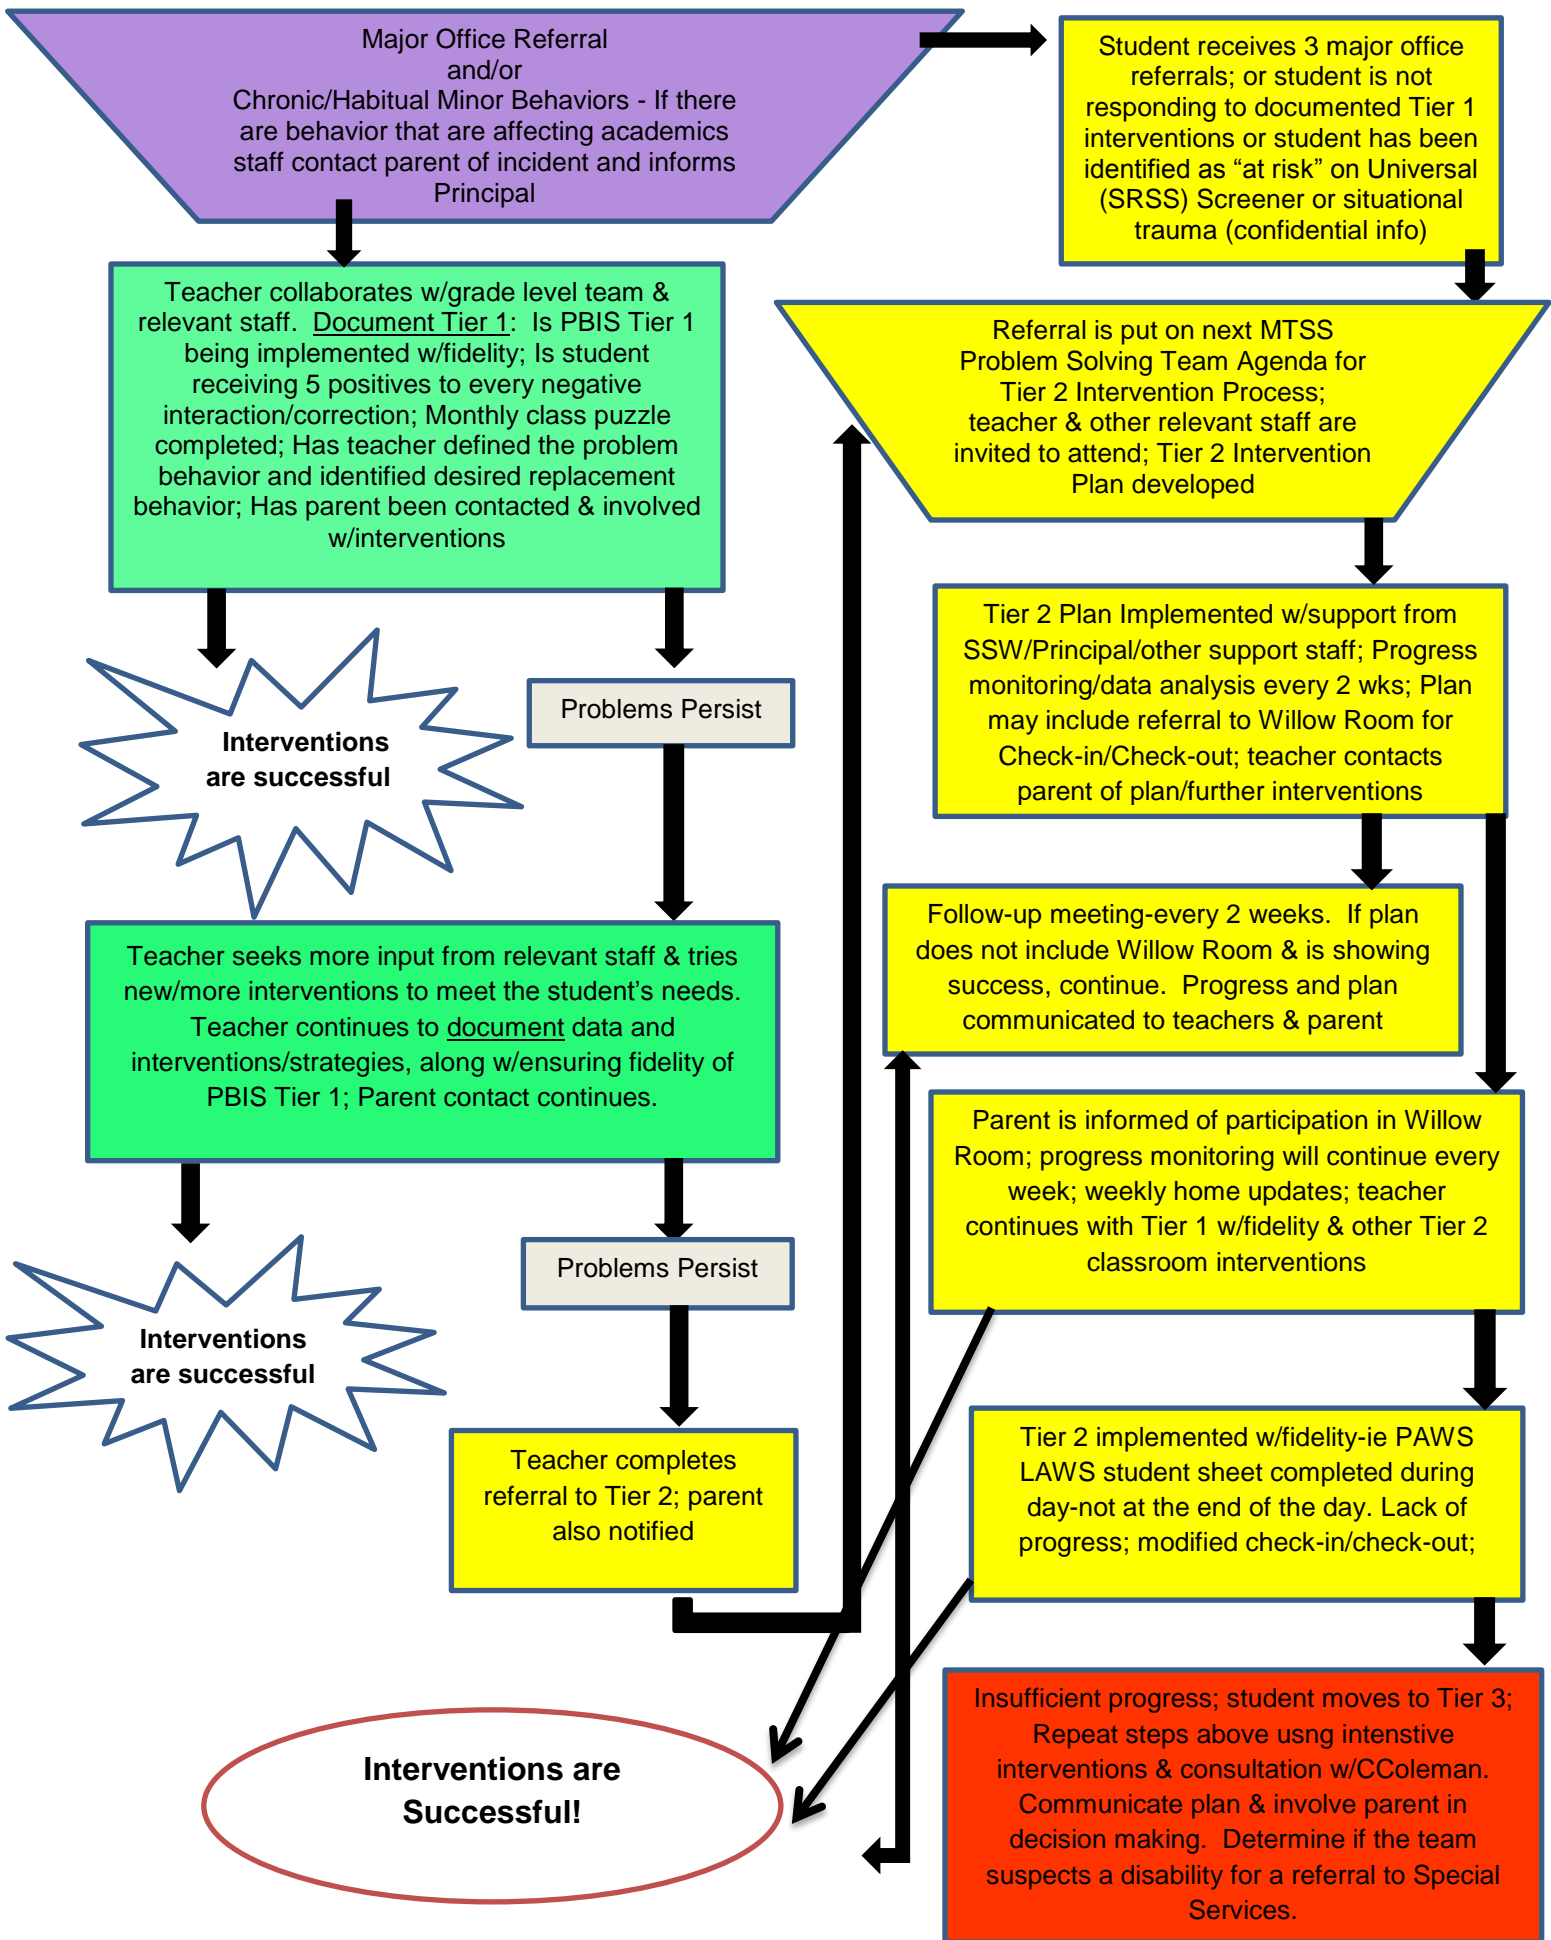 Major Office Referral
and/or
Chronic/Habitual Minor Behaviors - If there
are behavior that are affecting academics
staff contact parent of incident and informs
Principal
Student receives 3 major office
referrals; or student is not
responding to documented Tier 1
interventions or student has been
identified as “at risk” on Universal
(SRSS) Screener or situational
trauma (confidential info)
Teacher collaborates w/grade level team &
relevant staff.  Document Tier 1:  Is PBIS Tier 1
being implemented w/fidelity; Is student
receiving 5 positives to every negative
interaction/correction; Monthly class puzzle
completed; Has teacher defined the problem
behavior and identified desired replacement
behavior; Has parent been contacted & involved
w/interventions
Referral is put on next MTSS
Problem Solving Team Agenda for
Tier 2 Intervention Process;
teacher & other relevant staff are
invited to attend; Tier 2 Intervention
Plan developed
Interventions
are successful
Problems Persist
Tier 2 Plan Implemented w/support from
SSW/Principal/other support staff; Progress
monitoring/data analysis every 2 wks; Plan
may include referral to Willow Room for
Check-in/Check-out; teacher contacts
parent of plan/further interventions
Teacher seeks more input from relevant staff & tries
new/more interventions to meet the student’s needs.
Teacher continues to document data and
interventions/strategies, along w/ensuring fidelity of
PBIS Tier 1; Parent contact continues.
Follow-up meeting-every 2 weeks.  If plan
does not include Willow Room & is showing
success, continue.  Progress and plan
communicated to teachers & parent
Parent is informed of participation in Willow
Room; progress monitoring will continue every
week; weekly home updates; teacher
continues with Tier 1 w/fidelity & other Tier 2
classroom interventions
Interventions
are successful
Problems Persist
Teacher completes
referral to Tier 2; parent
also notified
Tier 2 implemented w/fidelity-ie PAWS
LAWS student sheet completed during
day-not at the end of the day. Lack of
progress; modified check-in/check-out;
Interventions are
Successful!
Insufficient progress; student moves to Tier 3;
Repeat steps above usng intenstive
interventions & consultation w/CColeman.
Communicate plan & involve parent in
decision making.  Determine if the team
suspects a disability for a referral to Special
Services.